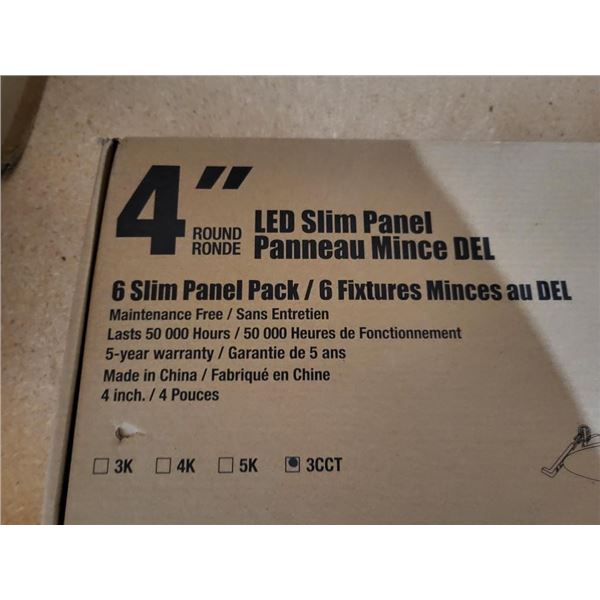 4"
ROUND
RONDE
LED Slim Panel
Panneau Mince DEL
6 Slim Panel Pack / 6 Fixtures Minces au DEL
Maintenance Free / Sans Entretien
Lasts 50 000 Hours / 50 000 Heures de Fonctionnement
5-year warranty / Garantie de 5 ans
Made in China / Fabriqué en Chine
4 inch. / 4 Pouces
3K 4K 5K 3CCT